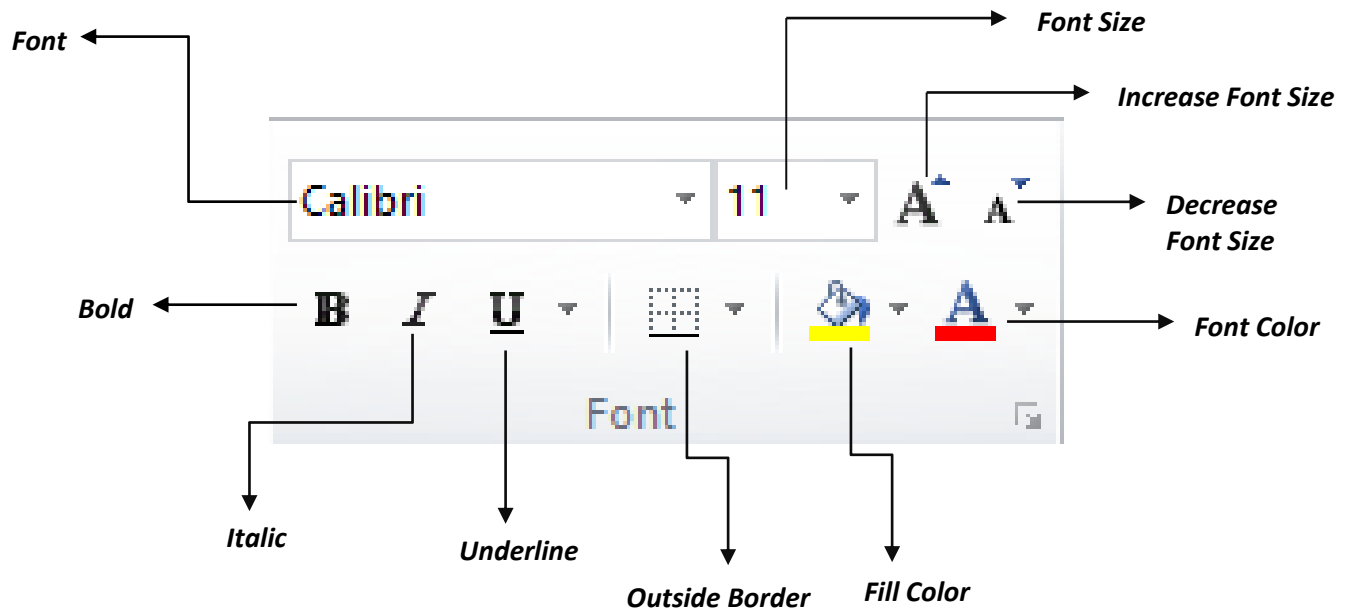 Font Size
Font
Increase Font Size
Calibri
11
A
A
Decrease
Font Size
Bold
B
I
U
A
Font Color
Font
Italic
Underline
Outside Border
Fill Color